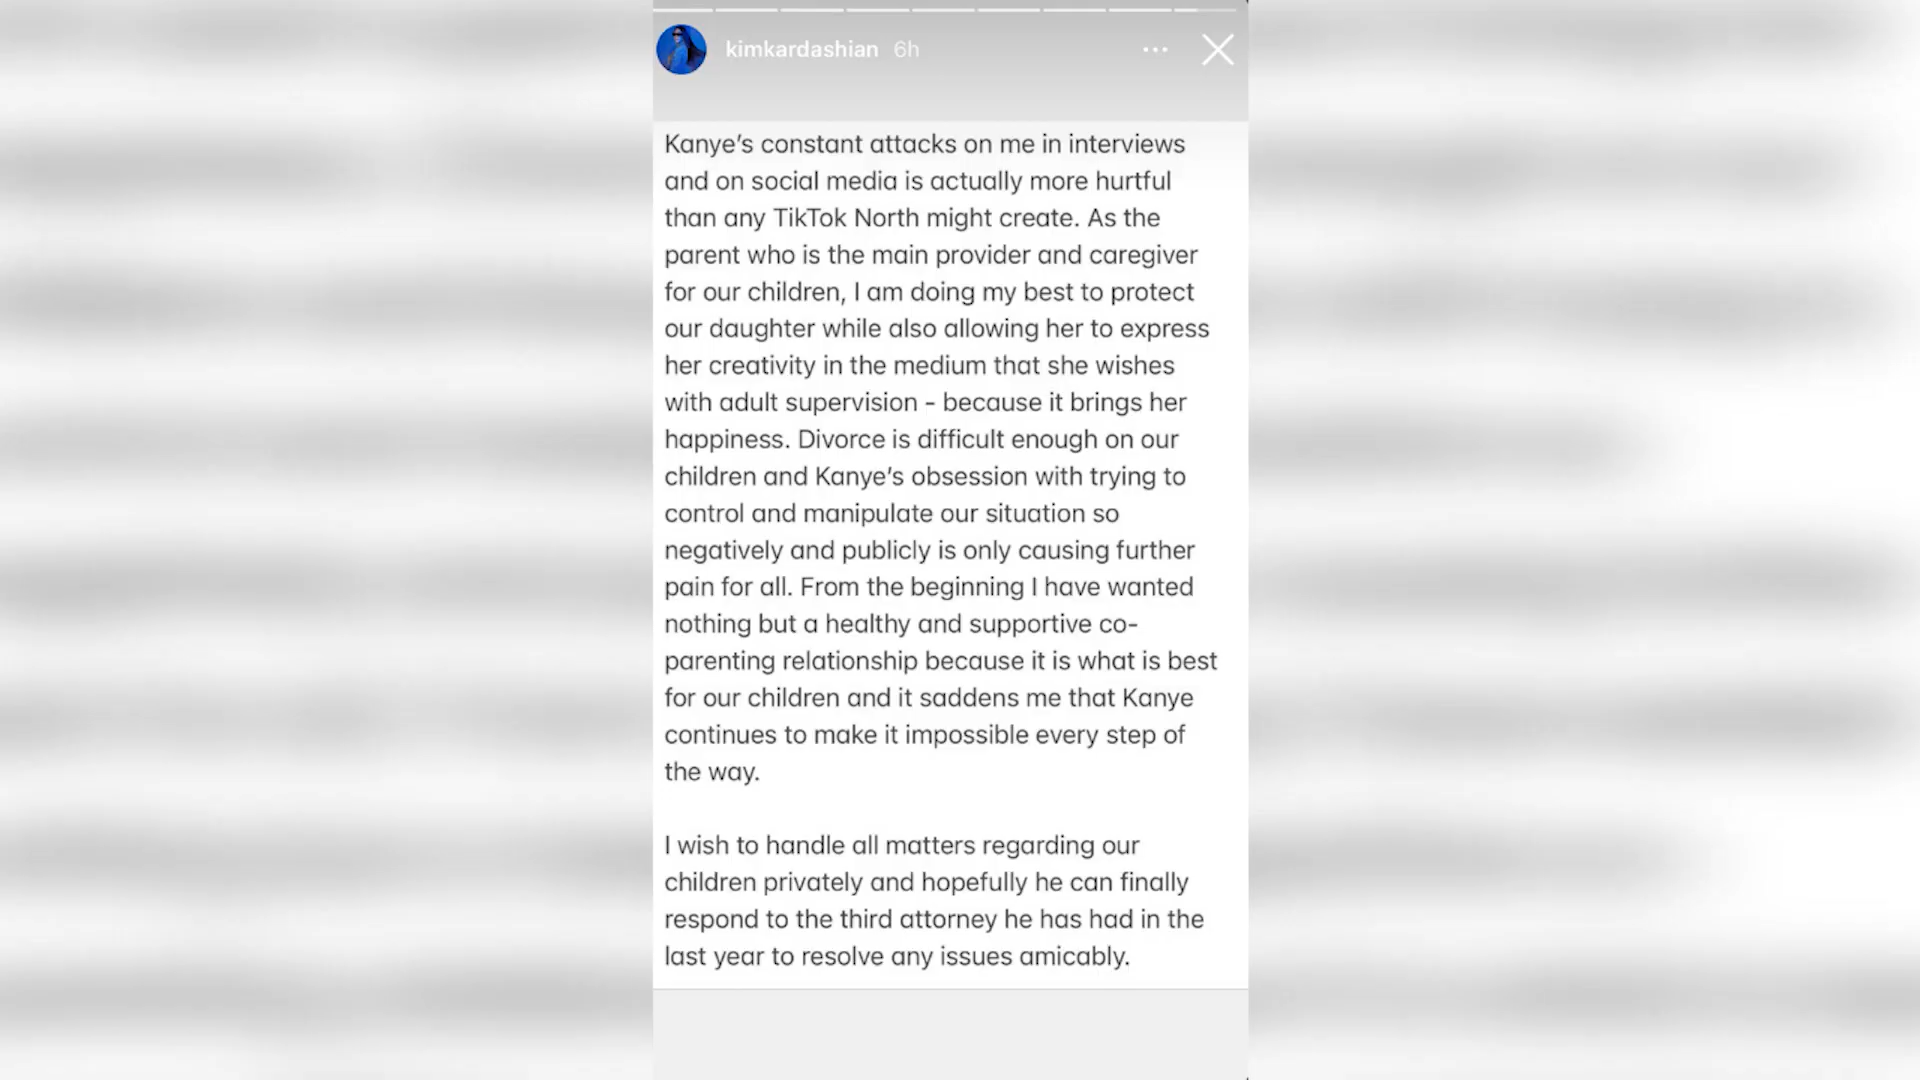 kimkardashian 6h
Kanye's constant attacks on me in interviews
and on social media is actually more hurtful
than any TikTok North might create. As the
parent who is the main provider and caregiver
for our children, I am doing my best to protect
our daughter while also allowing her to express
her creativity in the medium that she wishes
with adult supervision - because it brings her
happiness. Divorce is difficult enough on our
children and Kanye's obsession with trying to
control and manipulate our situation so
negatively and publicly is only causing further
pain for all. From the beginning I have wanted
nothing but a healthy and supportive co-
parenting relationship because it is what is best
for our children and it saddens me that Kanye
continues to make it impossible every step of
the way.
I wish to handle all matters regarding our
children privately and hopefully he can finally
respond to the third attorney he has had in the
last year to resolve any issues amicably.